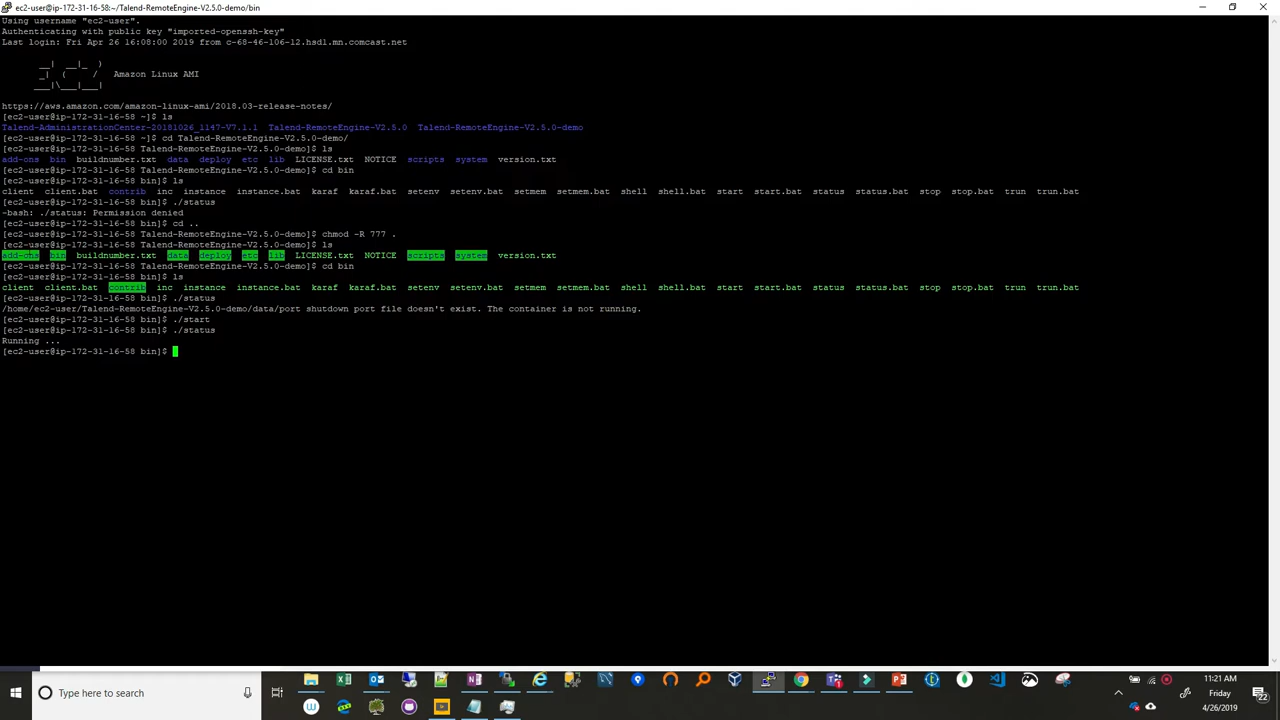 ec2-user@ip-172-31-16-58:~/Talend-RemoteEngine-V2.5.0-demo/bin
Using username "ec2-user".
Authenticating with public key "imported-openssh-key"
Last login: Fri Apr 26 16:08:00 2019 from c-68-46-106-12.hsd1.mn.comcast.net
__|  __|_  )
_|  (     /   Amazon Linux AMI
___|\___|___|
https://aws.amazon.com/amazon-linux-ami/2018.03-release-notes/
[ec2-user@ip-172-31-16-58 ~]$ ls
Talend-AdministrationCenter-20181026_1147-V7.1.1  Talend-RemoteEngine-V2.5.0  Talend-RemoteEngine-V2.5.0-demo
[ec2-user@ip-172-31-16-58 ~]$ cd Talend-RemoteEngine-V2.5.0-demo/
[ec2-user@ip-172-31-16-58 Talend-RemoteEngine-V2.5.0-demo]$ ls
add-ons  bin  buildnumber.txt  data  deploy  etc  lib  LICENSE.txt  NOTICE  scripts  system  version.txt
[ec2-user@ip-172-31-16-58 Talend-RemoteEngine-V2.5.0-demo]$ cd bin
[ec2-user@ip-172-31-16-58 bin]$ ls
client  client.bat  contrib  inc  instance  instance.bat  karaf  karaf.bat  setenv  setenv.bat  setmem  setmem.bat  shell  shell.bat  start  start.bat  status  status.bat  stop  stop.bat  trun  trun.bat
[ec2-user@ip-172-31-16-58 bin]$ ./status
-bash: ./status: Permission denied
[ec2-user@ip-172-31-16-58 bin]$ cd ..
[ec2-user@ip-172-31-16-58 Talend-RemoteEngine-V2.5.0-demo]$ chmod -R 777 .
[ec2-user@ip-172-31-16-58 Talend-RemoteEngine-V2.5.0-demo]$ ls
add-ons  bin  buildnumber.txt  data  deploy  etc  lib  LICENSE.txt  NOTICE  scripts  system  version.txt
[ec2-user@ip-172-31-16-58 Talend-RemoteEngine-V2.5.0-demo]$ cd bin
[ec2-user@ip-172-31-16-58 bin]$ ls
client  client.bat  contrib  inc  instance  instance.bat  karaf  karaf.bat  setenv  setenv.bat  setmem  setmem.bat  shell  shell.bat  start  start.bat  status  status.bat  stop  stop.bat  trun  trun.bat
[ec2-user@ip-172-31-16-58 bin]$ ./status
/home/ec2-user/Talend-RemoteEngine-V2.5.0-demo/data/port shutdown port file doesn't exist. The container is not running.
[ec2-user@ip-172-31-16-58 bin]$ ./start
[ec2-user@ip-172-31-16-58 bin]$ ./status
Running ...
[ec2-user@ip-172-31-16-58 bin]$
Type here to search
11:21 AM
Friday
4/26/2019
22